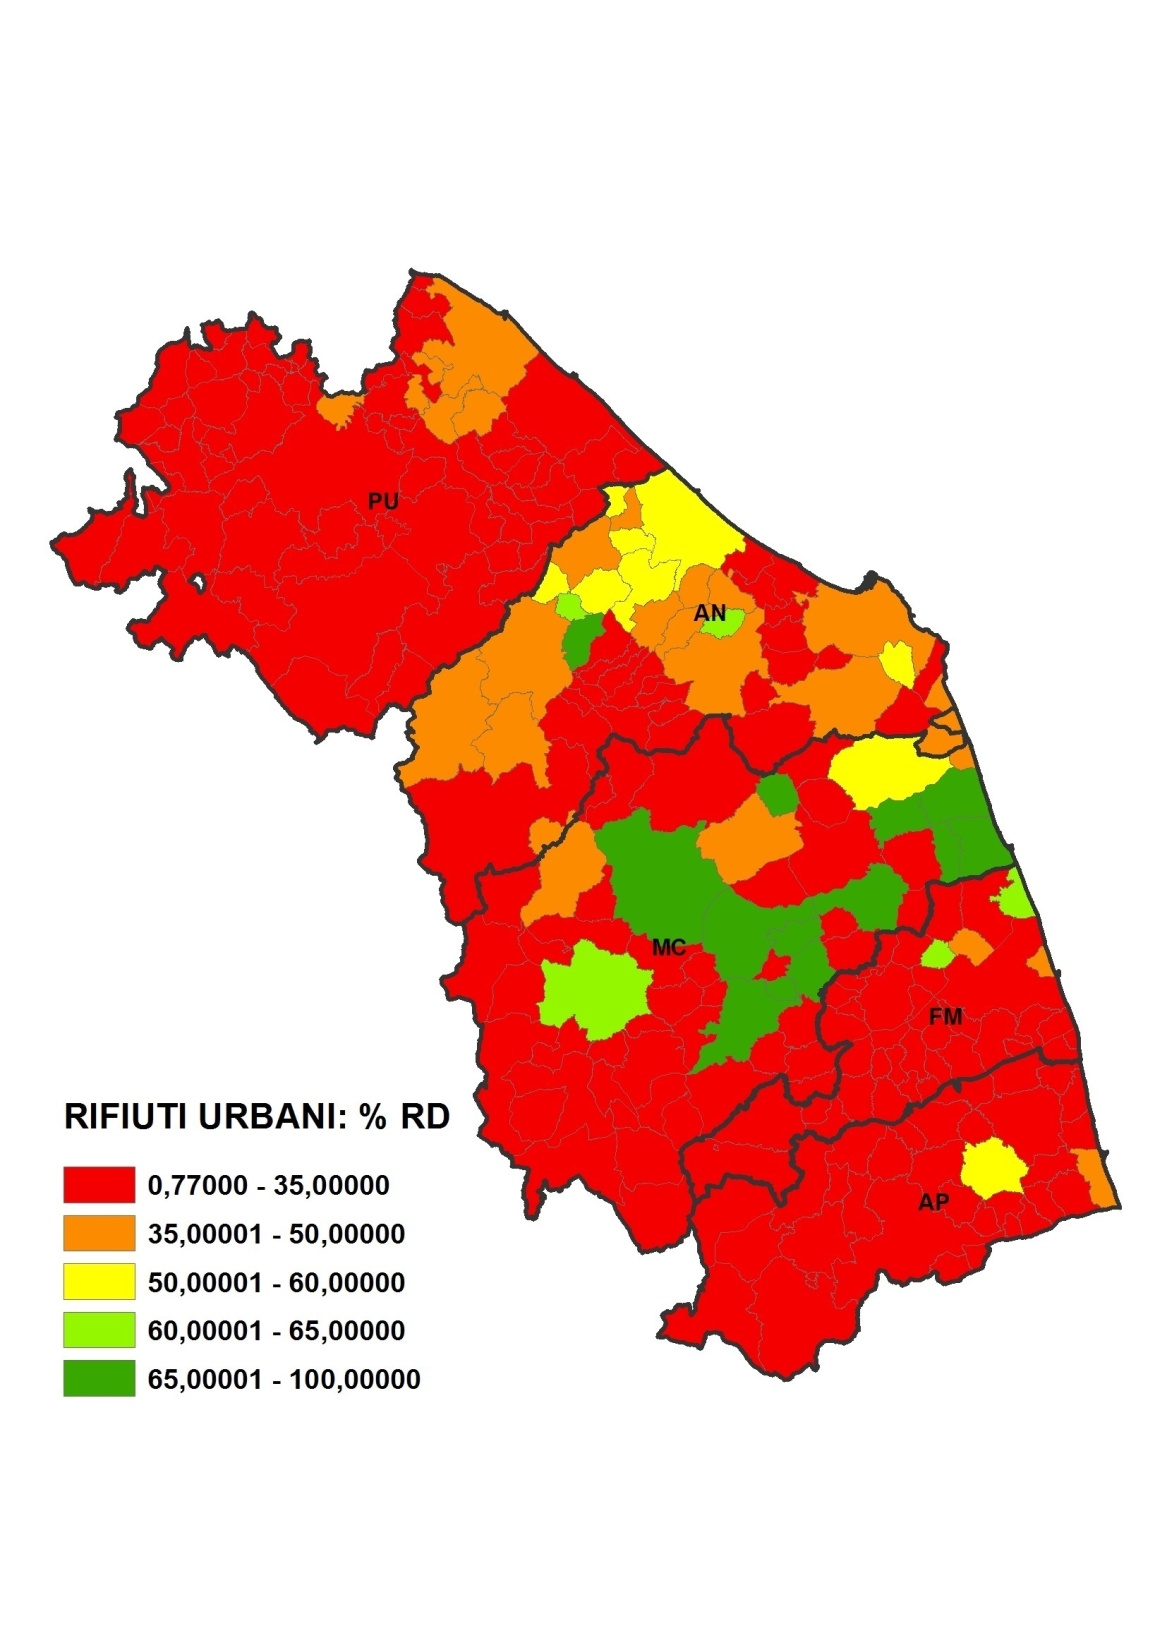 PU
AN
MC
FM
AP
RIFIUTI URBANI: % RD
0,77000 - 35,00000
35,00001 - 50,00000
50,00001 - 60,00000
60,00001 - 65,00000
65,00001 - 100,00000